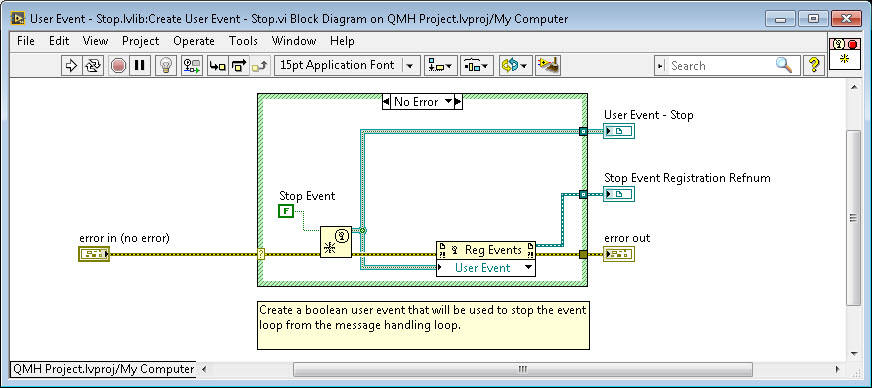 User Event - Stop.lvlib:Create User Event - Stop.vi Block Diagram on QMH Project.lvproj/My Computer
File Edit View Project Operate Tools Window Help
15pt Application Font
Search
?
No Error
User Event - Stop
Stop Event Registration Refnum
Stop Event
F
error in (no error)
?
Reg Events
error out
User Event
Create a boolean user event that will be used to stop the event
loop from the message handling loop.
QMH Project.lvproj/My Computer